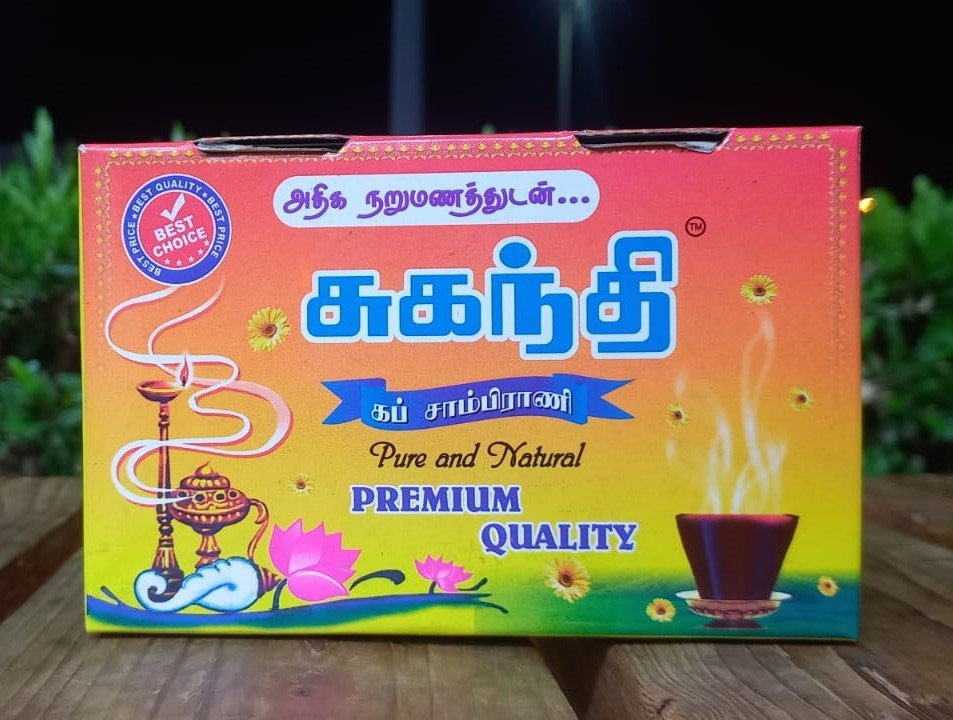 அதிக நறுமணத்துடன்...
BEST QUALITY ★ BEST PRICE ★ BEST PRICE ★
BEST
CHOICE
சுகந்தி
TM
கப் சாம்பிராணி
Pure and Natural
PREMIUM
QUALITY